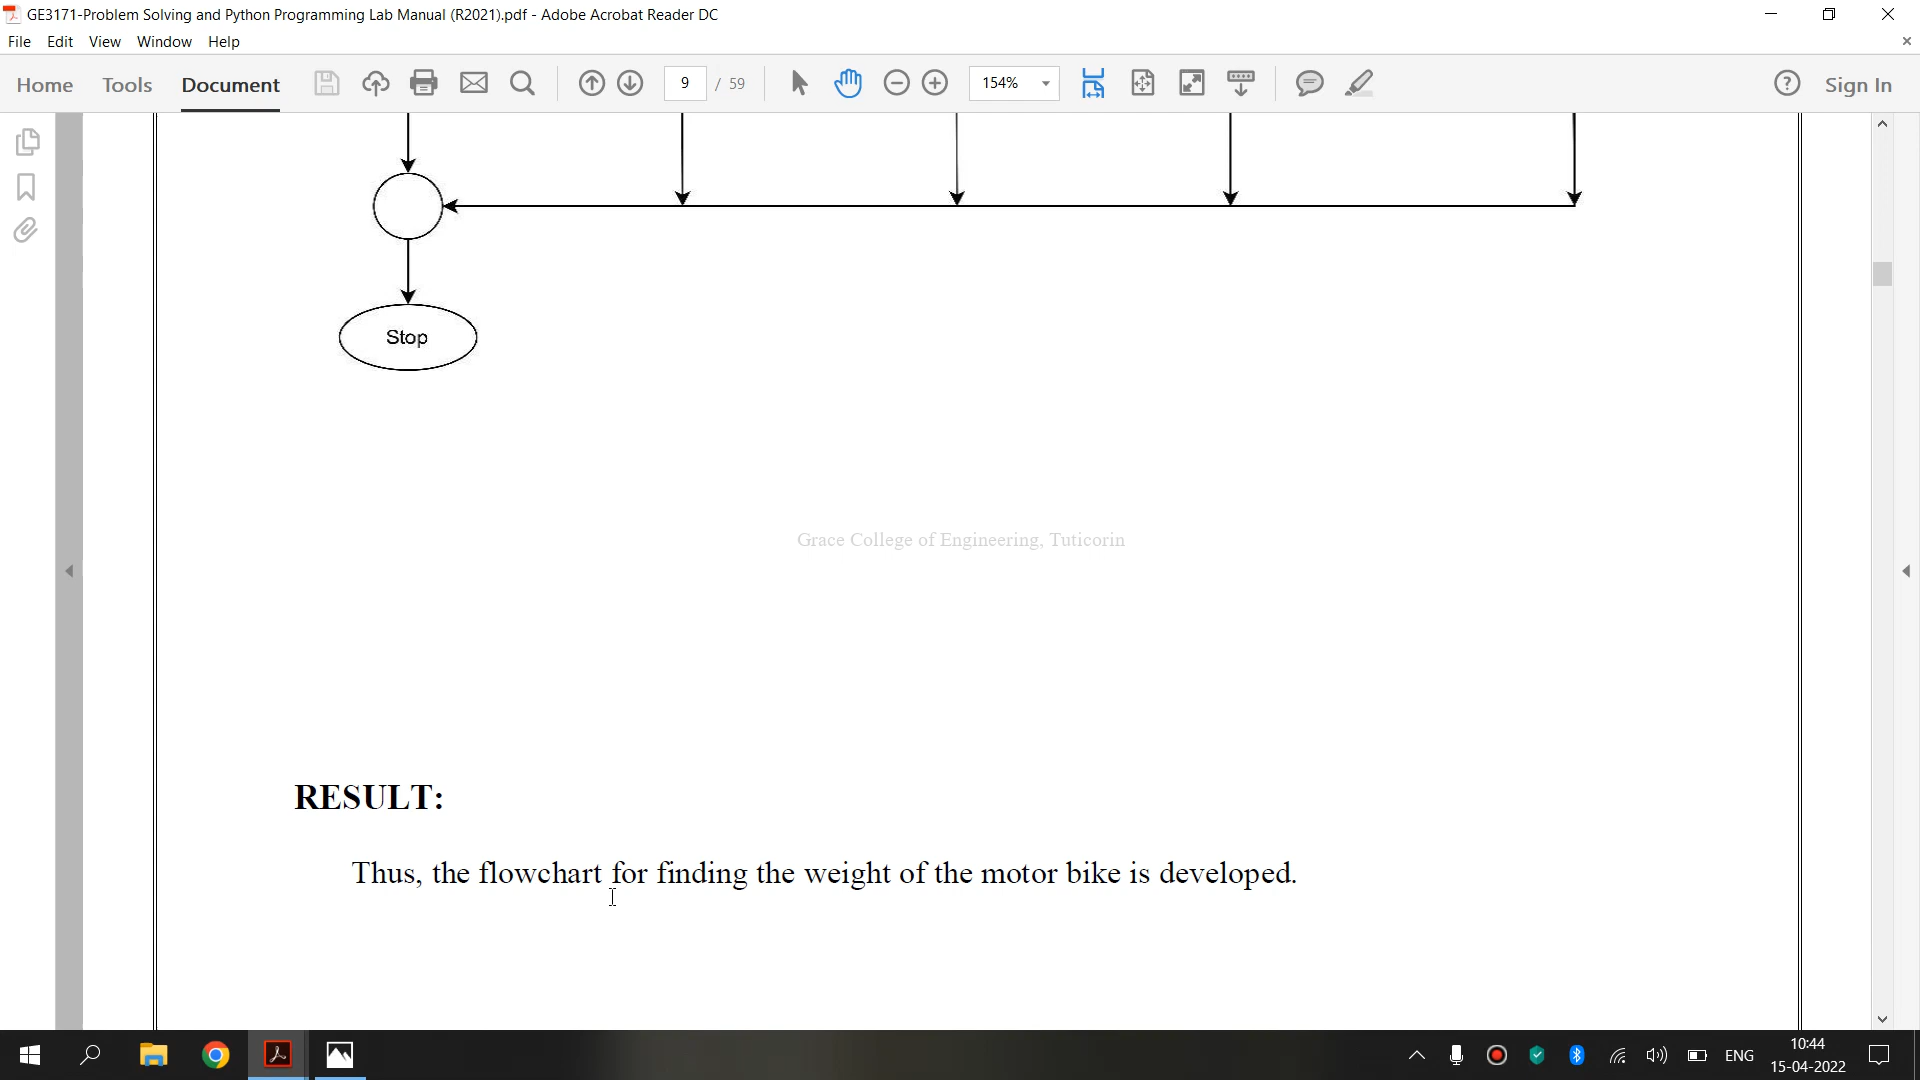 GE3171-Problem Solving and Python Programming Lab Manual (R2021).pdf - Adobe Acrobat Reader DC
File Edit View Window Help
Home Tools Document 9 / 59 154% Sign In
Stop
Grace College of Engineering, Tuticorin
RESULT:
Thus, the flowchart for finding the weight of the motor bike is developed.
ENG 10:44
15-04-2022